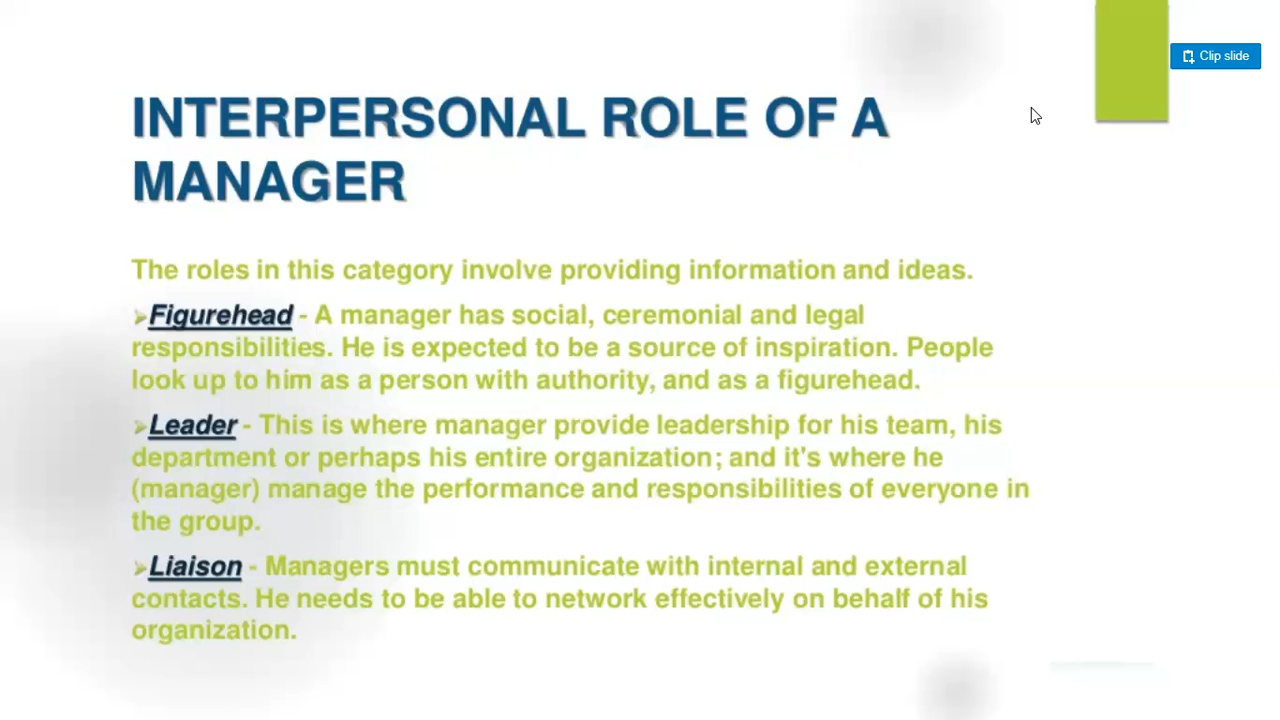 Clip slide
INTERPERSONAL ROLE OF A
MANAGER
The roles in this category involve providing information and ideas.
➢Figurehead - A manager has social, ceremonial and legal
responsibilities. He is expected to be a source of inspiration. People
look up to him as a person with authority, and as a figurehead.
➢Leader - This is where manager provide leadership for his team, his
department or perhaps his entire organization; and it's where he
(manager) manage the performance and responsibilities of everyone in
the group.
➢Liaison - Managers must communicate with internal and external
contacts. He needs to be able to network effectively on behalf of his
organization.